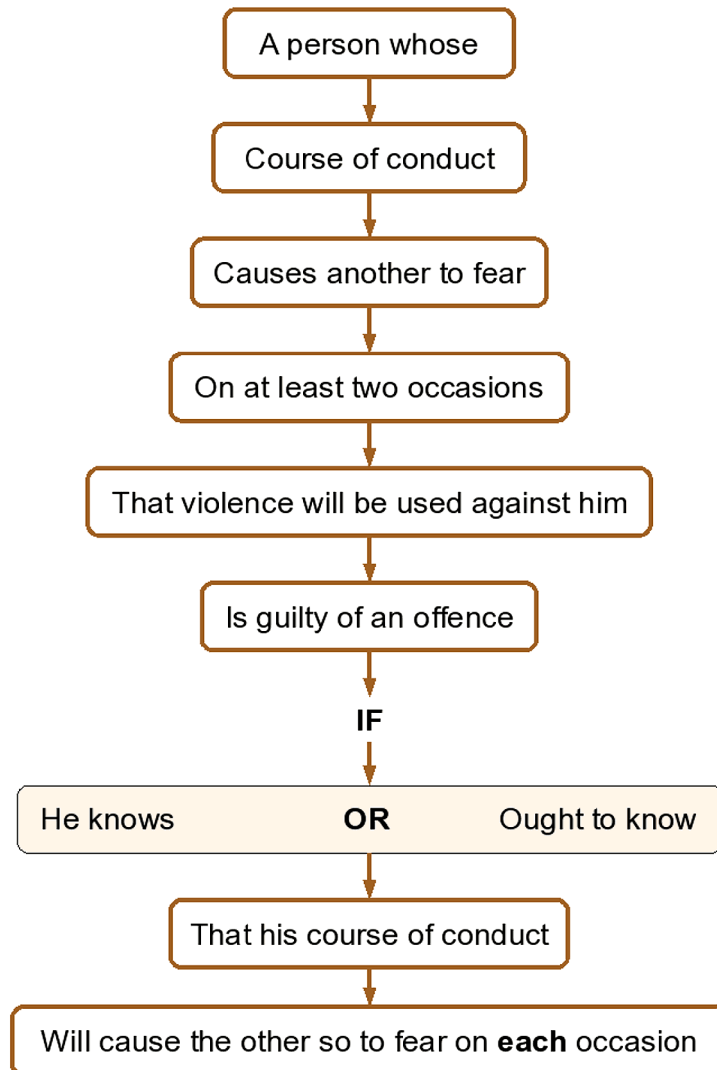 A person whose
Course of conduct
Causes another to fear
On at least two occasions
That violence will be used against him
Is guilty of an offence
IF
He knows OR Ought to know
That his course of conduct
Will cause the other so to fear on each occasion